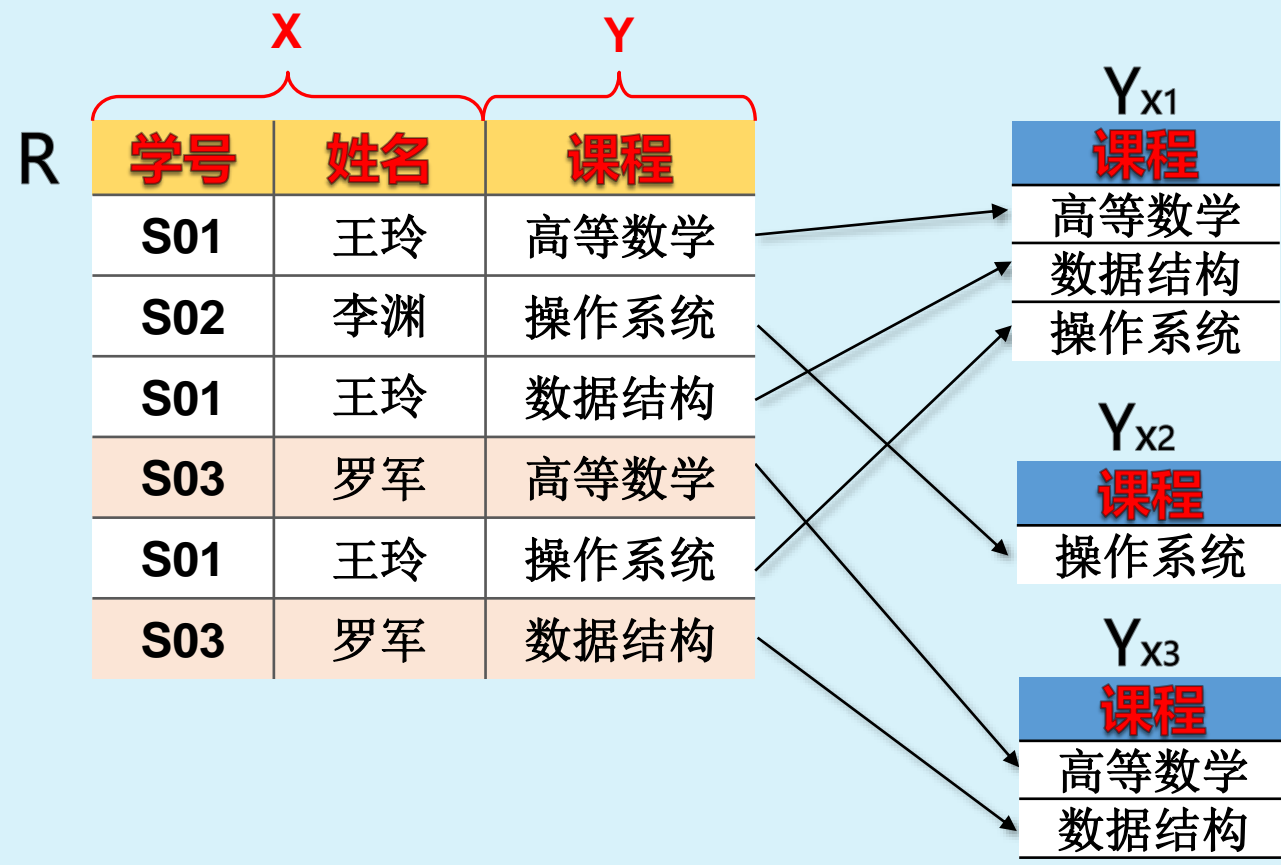 X Y
R
学号 姓名 课程
S01 王玲 高等数学
S02 李渊 操作系统
S01 王玲 数据结构
S03 罗军 高等数学
S01 王玲 操作系统
S03 罗军 数据结构
Yx1
课程
高等数学
数据结构
操作系统
Yx2
课程
操作系统
Yx3
课程
高等数学
数据结构